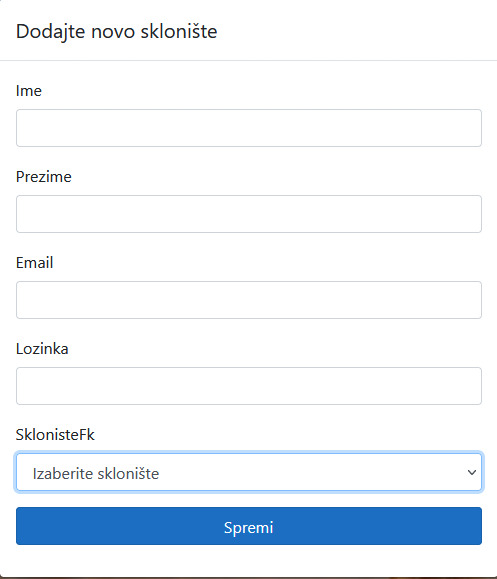 Dodajte novo sklonište
Ime
Prezime
Email
Lozinka
SklonisteFk
Izaberite sklonište
Spremi